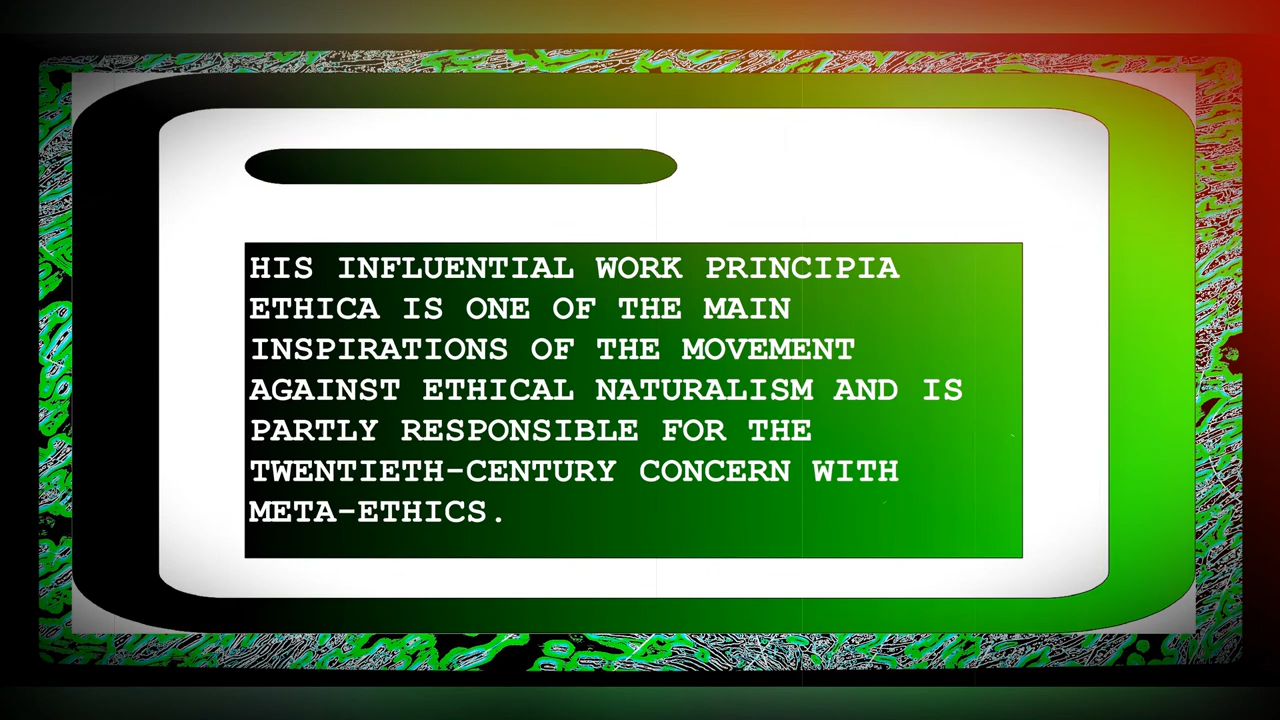 HIS INFLUENTIAL WORK PRINCIPIA
ETHICA IS ONE OF THE MAIN
INSPIRATIONS OF THE MOVEMENT
AGAINST ETHICAL NATURALISM AND IS
PARTLY RESPONSIBLE FOR THE
TWENTIETH-CENTURY CONCERN WITH
META-ETHICS.